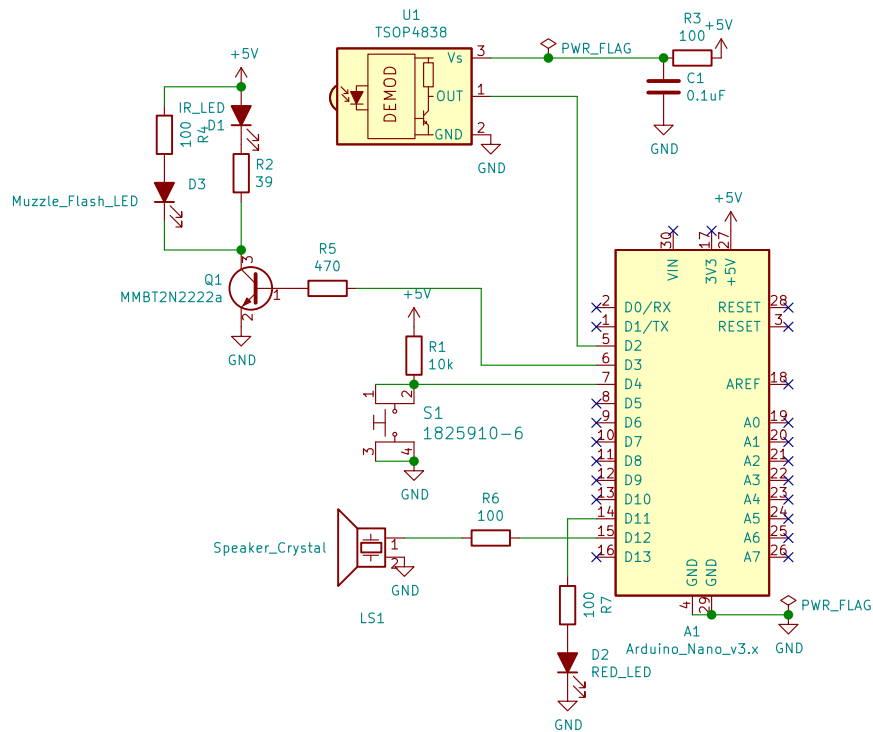 U1
TSOP4838
DEMOD
Vs
3
OUT
1
GND
2
GND
PWR_FLAG
R3
100
+5V
C1
0.1uF
GND
+5V
IR_LED
D1
100
R4
R2
39
D3
Muzzle_Flash_LED
Q1
MMBT2N2222a
3
1
2
GND
R5
470
+5V
R1
10k
1
2
S1
1825910-6
3
4
GND
Speaker_Crystal
1
2
GND
LS1
R6
100
100
R7
D2
RED_LED
GND
+5V
30
17
27
VIN
3V3
+5V
2
D0/RX
1
D1/TX
5
D2
6
D3
7
D4
8
D5
9
D6
10
D7
11
D8
12
D9
13
D10
14
D11
15
D12
16
D13
RESET
28
RESET
3
AREF
18
A0
19
A1
20
A2
21
A3
22
A4
23
A5
24
A6
25
A7
26
GND
GND
4
29
PWR_FLAG
GND
A1
Arduino_Nano_v3.x